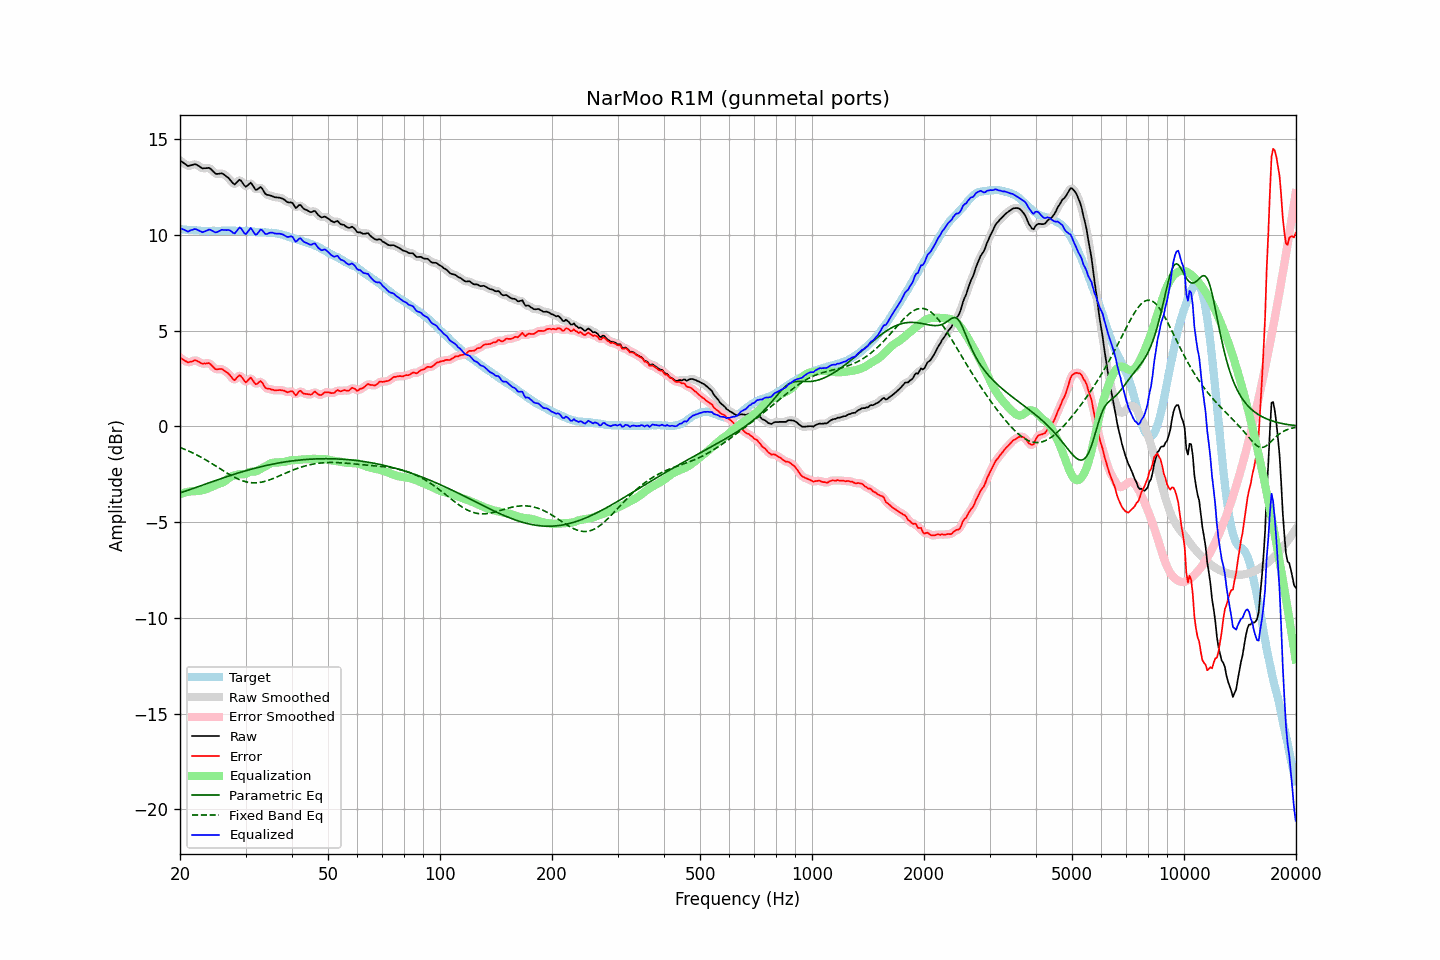 NarMoo R1M (gunmetal ports)
15
10
5
0
−5
−10
−15
−20
Amplitude (dBr)
Target
Raw Smoothed
Error Smoothed
Raw
Error
Equalization
Parametric Eq
Fixed Band Eq
Equalized
20 50 100 200 500 1000 2000 5000 10000 20000
Frequency (Hz)